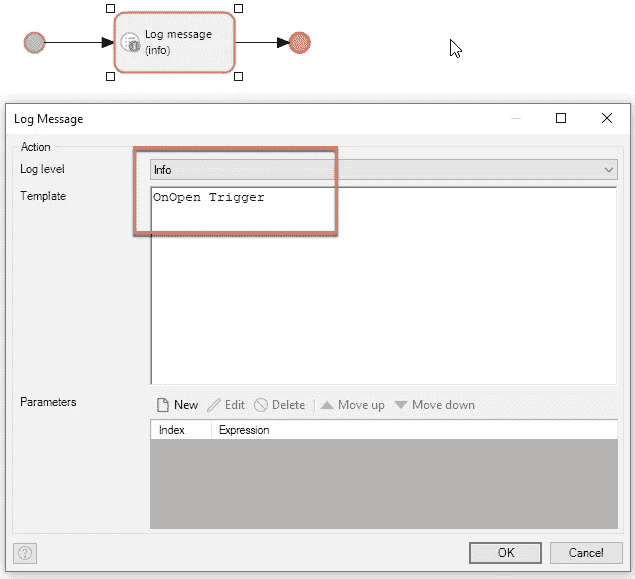 Log message
(info)
Log Message
Action
Log level
Info
Template
OnOpen Trigger
Parameters
New Edit Delete Move up Move down
Index Expression
OK Cancel